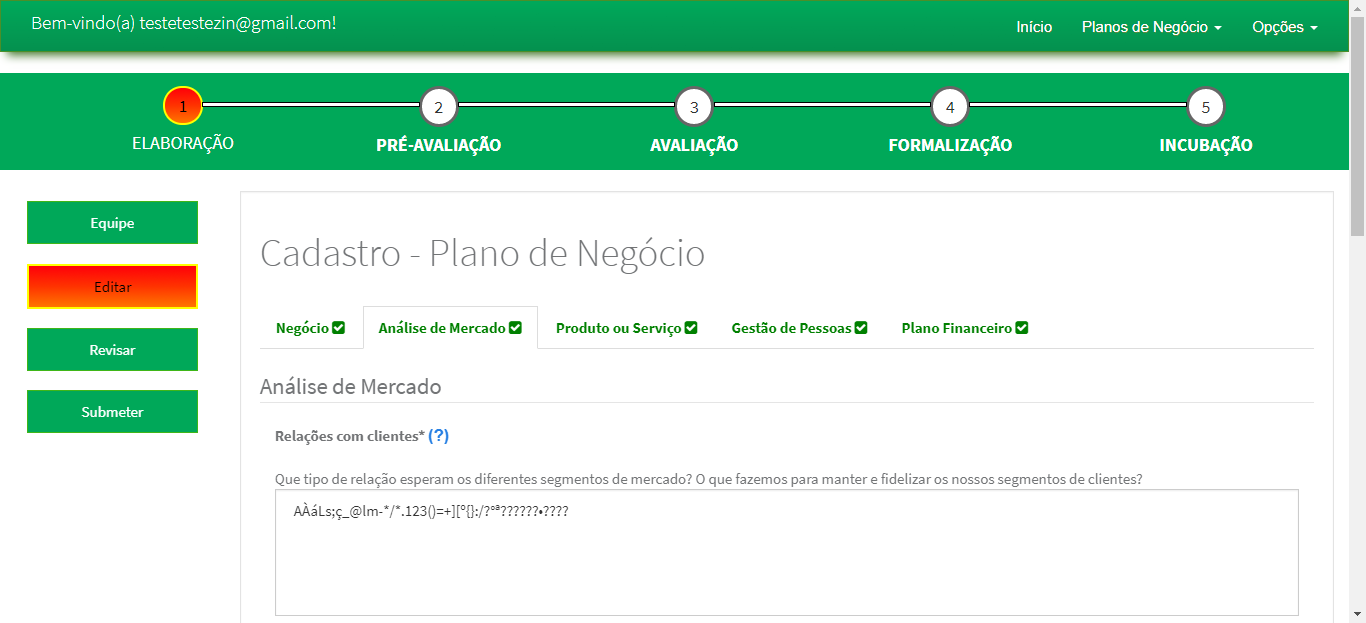 Bem-vindo(a) testetestezin@gmail.com!
Início
Planos de Negócio
Opções
1
2
3
4
5
ELABORAÇÃO
PRÉ-AVALIAÇÃO
AVALIAÇÃO
FORMALIZAÇÃO
INCUBAÇÃO
Equipe
Editar
Revisar
Submeter
Cadastro - Plano de Negócio
Negócio
Análise de Mercado
Produto ou Serviço
Gestão de Pessoas
Plano Financeiro
Análise de Mercado
Relações com clientes* (?)
Que tipo de relação esperam os diferentes segmentos de mercado? O que fazemos para manter e fidelizar os nossos segmentos de clientes?
AÀáLs;ç_@lm-*/*.123()=+][º{}:/?°ª??????•????